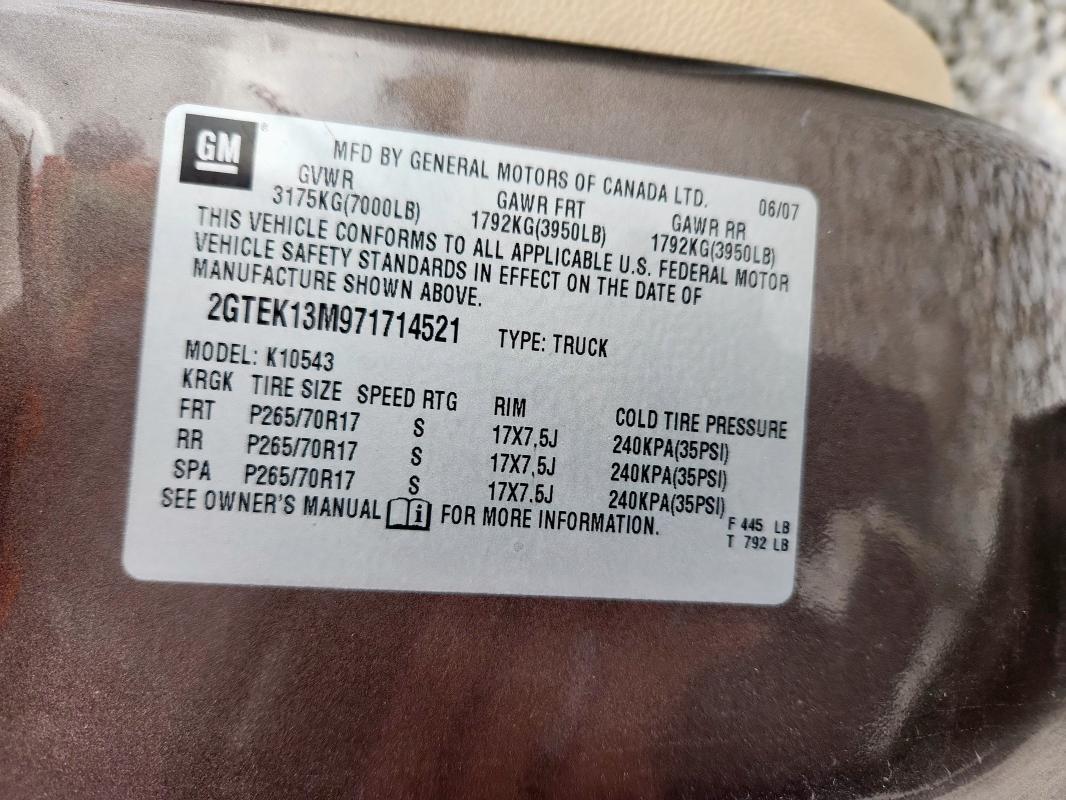 GM ®
MFD BY GENERAL MOTORS OF CANADA LTD.
06/07
GVWR GAWR FRT GAWR RR
3175KG(7000LB) 1792KG(3950LB) 1792KG(3950LB)
THIS VEHICLE CONFORMS TO ALL APPLICABLE U.S. FEDERAL MOTOR
VEHICLE SAFETY STANDARDS IN EFFECT ON THE DATE OF
MANUFACTURE SHOWN ABOVE.
2GTEK13M971714521 TYPE: TRUCK
MODEL: K10543
KRGK TIRE SIZE SPEED RTG RIM COLD TIRE PRESSURE
FRT P265/70R17 S 17X7.5J 240KPA(35PSI)
RR P265/70R17 S 17X7.5J 240KPA(35PSI)
SPA P265/70R17 S 17X7.5J 240KPA(35PSI)
SEE OWNER'S MANUAL i FOR MORE INFORMATION.
F 445 LB
T 792 LB